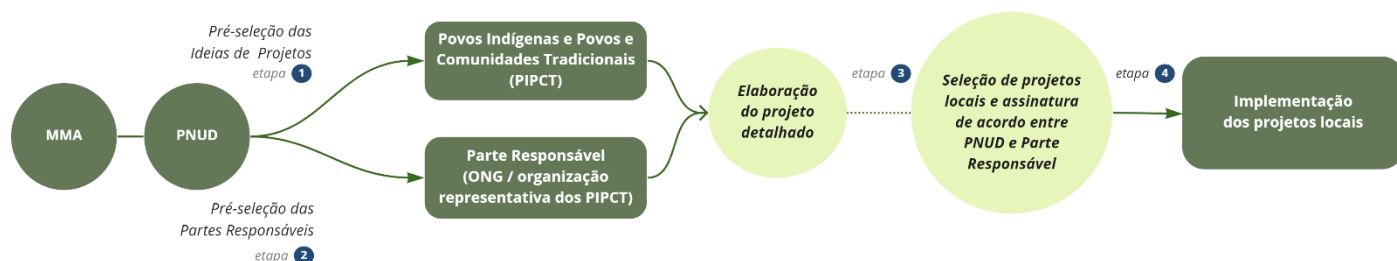 Pré-seleção das
Ideias de Projetos
etapa 1
MMA
PNUD
Pré-seleção das
Partes Responsáveis
etapa 2
Povos Indígenas e Povos e
Comunidades Tradicionais
(PIPCT)
Parte Responsável
(ONG / organização
representativa dos PIPCT)
Elaboração
do projeto
detalhado
etapa 3
Seleção de projetos
locais e assinatura
de acordo entre
PNUD e Parte
Responsável
etapa 4
Implementação
dos projetos locais